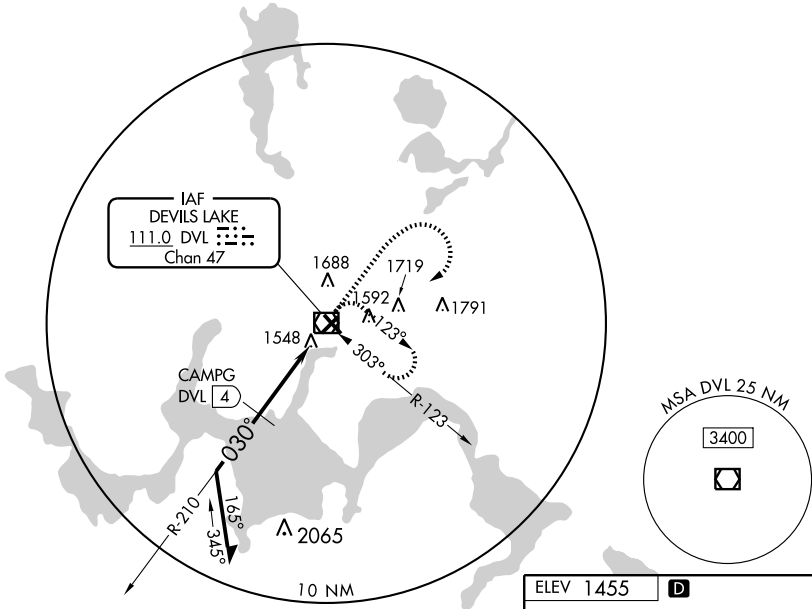 IAF
DEVILS LAKE
111.0 DVL
Chan 47
1688
1719
1592
1791
123°
1548
303°
CAMPG
DVL 4
R-123
030°
MSA DVL 25 NM
3400
R-210
165°
345°
2065
10 NM
ELEV 1455 D